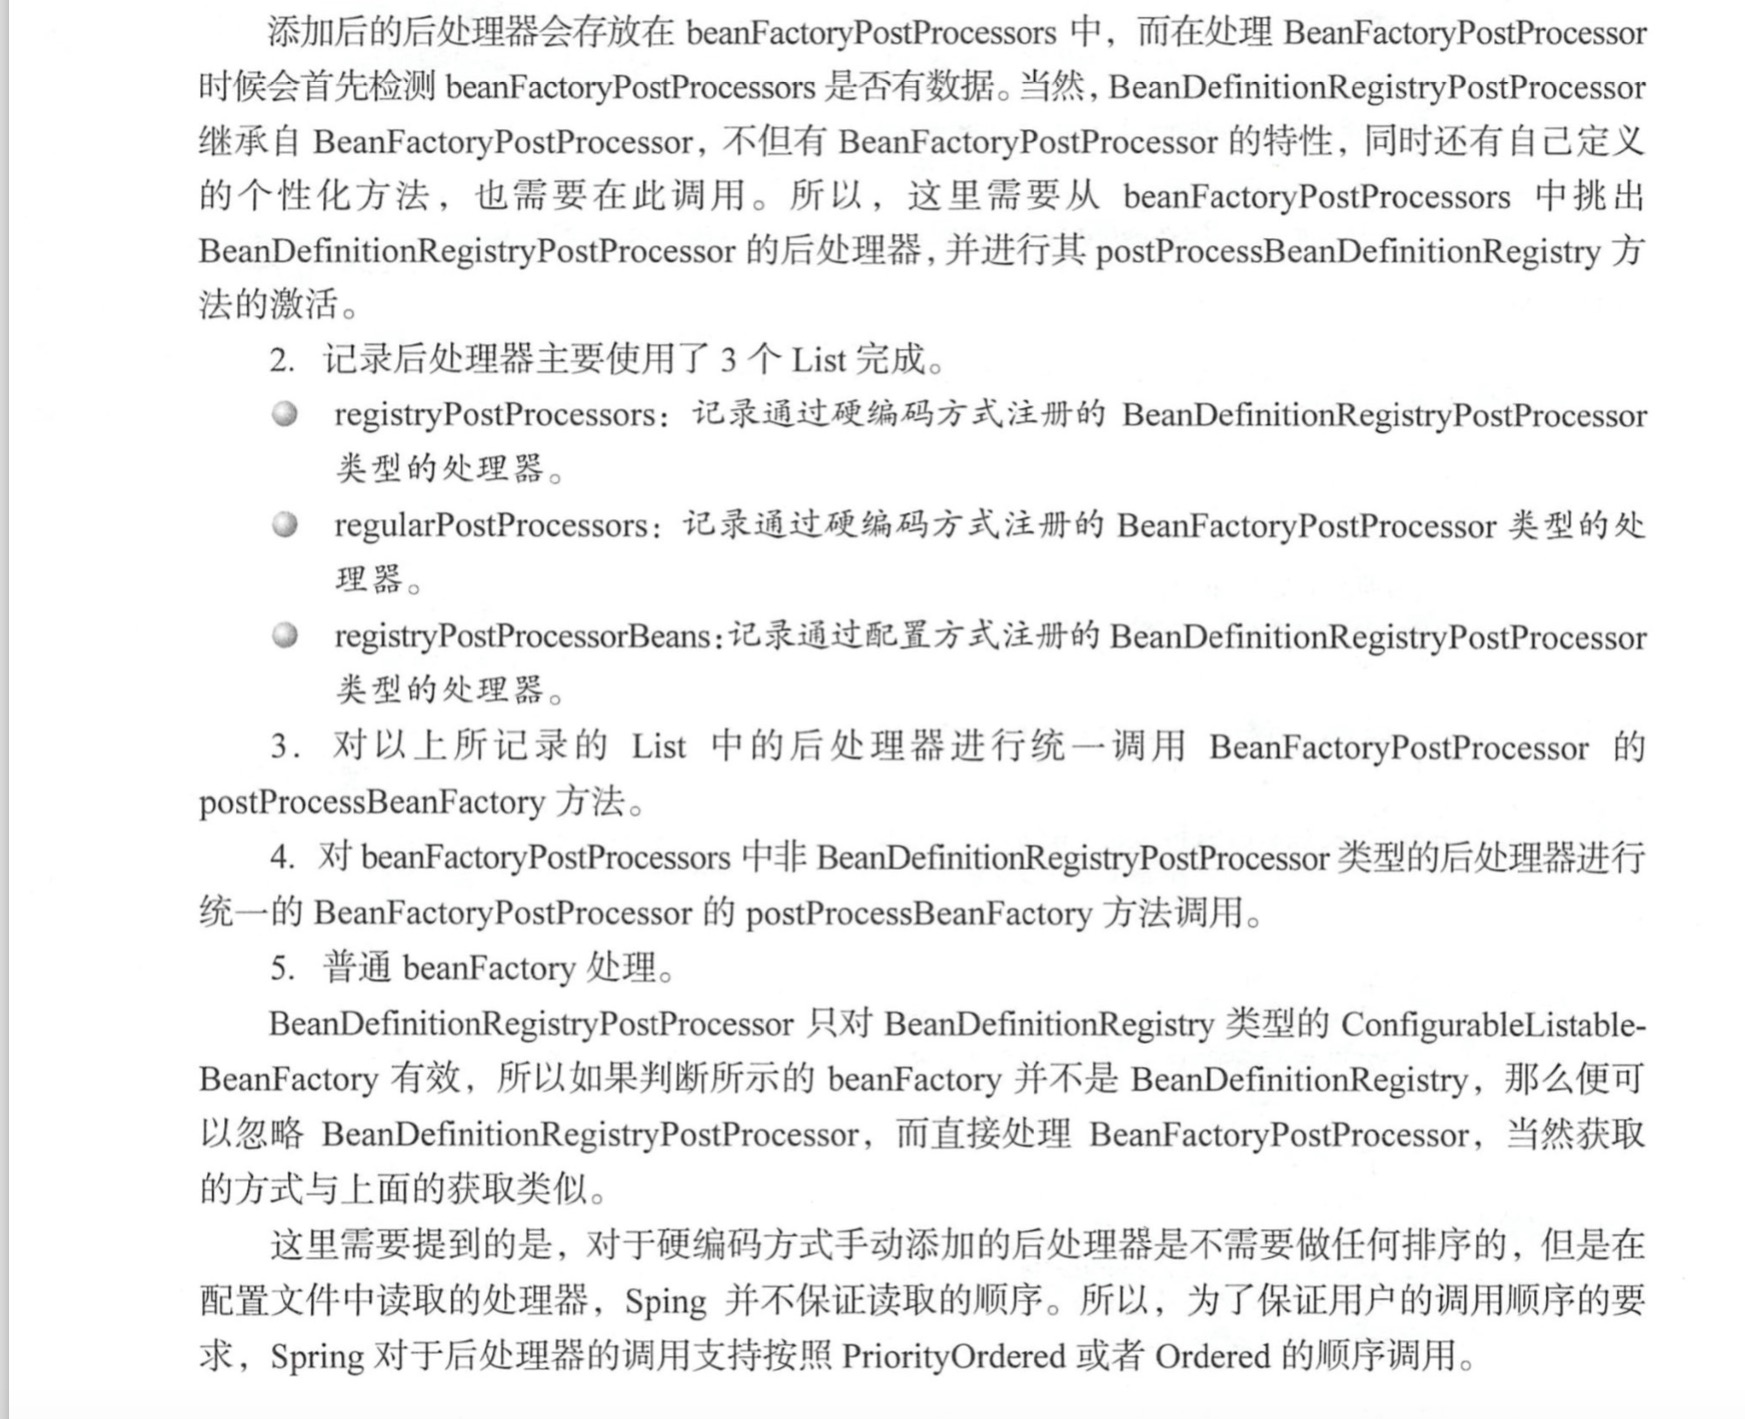 添加后的后处理器会存放在 beanFactoryPostProcessors 中，而在处理 BeanFactoryPostProcessor
时候会首先检测 beanFactoryPostProcessors 是否有数据。当然，BeanDefinitionRegistryPostProcessor
继承自 BeanFactoryPostProcessor，不但有 BeanFactoryPostProcessor 的特性，同时还有自己定义
的个性化方法，也需要在此调用。所以，这里需要从 beanFactoryPostProcessors 中挑出
BeanDefinitionRegistryPostProcessor 的后处理器，并进行其 postProcessBeanDefinitionRegistry 方
法的激活。
2. 记录后处理器主要使用了 3 个 List 完成。
registryPostProcessors：记录通过硬编码方式注册的 BeanDefinitionRegistryPostProcessor
类型的处理器。
regularPostProcessors：记录通过硬编码方式注册的 BeanFactoryPostProcessor 类型的处
理器。
registryPostProcessorBeans：记录通过配置方式注册的 BeanDefinitionRegistryPostProcessor
类型的处理器。
3. 对以上所记录的 List 中的后处理器进行统一调用 BeanFactoryPostProcessor 的
postProcessBeanFactory 方法。
4. 对 beanFactoryPostProcessors 中非 BeanDefinitionRegistryPostProcessor 类型的后处理器进行
统一的 BeanFactoryPostProcessor 的 postProcessBeanFactory 方法调用。
5. 普通 beanFactory 处理。
BeanDefinitionRegistryPostProcessor 只对 BeanDefinitionRegistry 类型的 ConfigurableListable-
BeanFactory 有效，所以如果判断所示的 beanFactory 并不是 BeanDefinitionRegistry，那么便可
以忽略 BeanDefinitionRegistryPostProcessor，而直接处理 BeanFactoryPostProcessor，当然获取
的方式与上面的获取类似。
这里需要提到的是，对于硬编码方式手动添加的后处理器是不需要做任何排序的，但是在
配置文件中读取的处理器，Sping 并不保证读取的顺序。所以，为了保证用户的调用顺序的要
求，Spring 对于后处理器的调用支持按照 PriorityOrdered 或者 Ordered 的顺序调用。